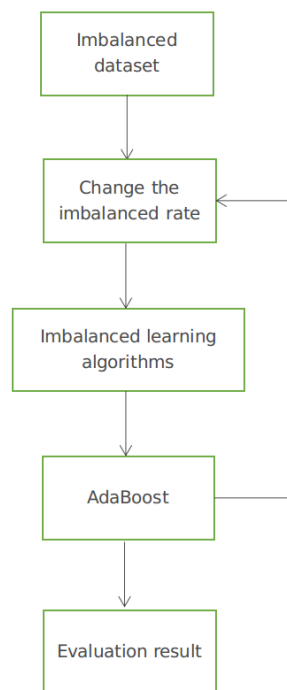 Imbalanced
dataset
Change the
imbalanced rate
Imbalanced learning
algorithms
AdaBoost
Evaluation result